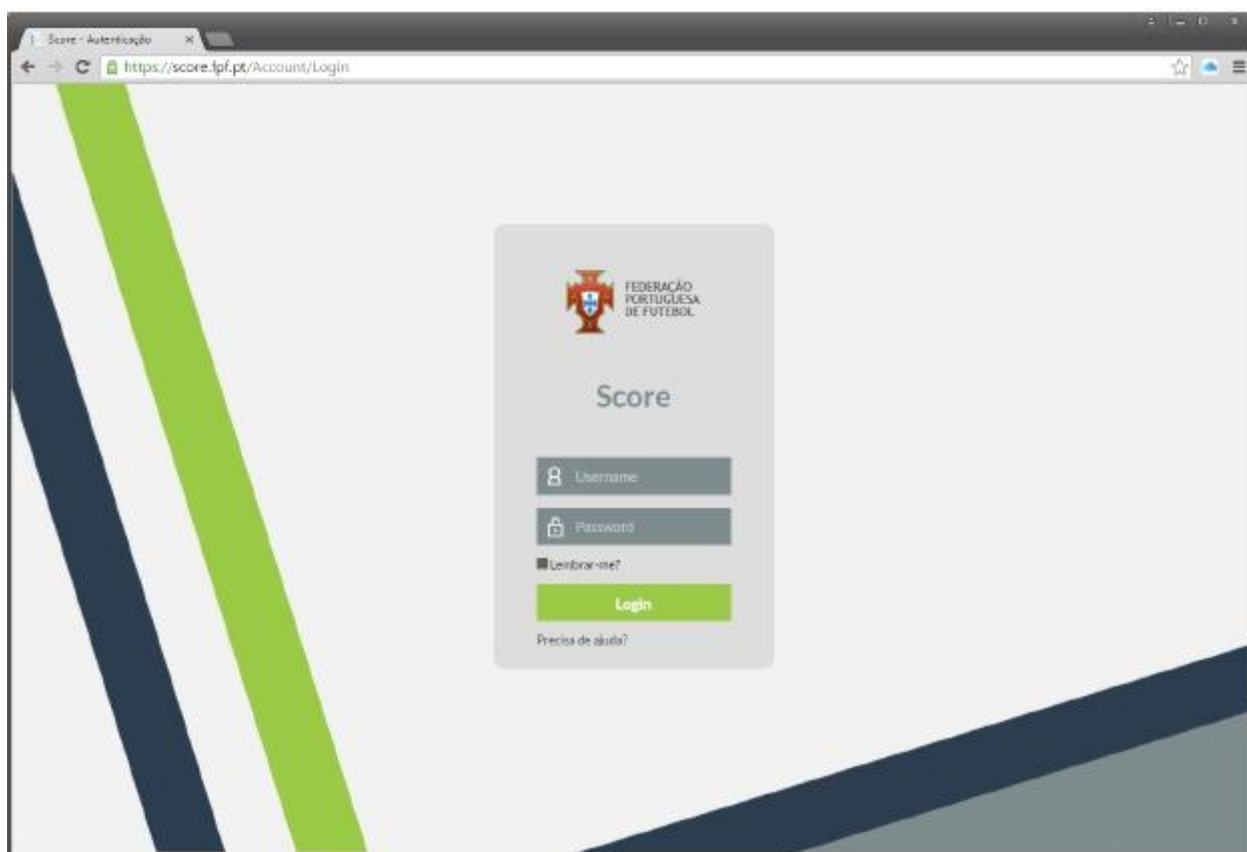 Score - Autenticação
https://score.fpf.pt/Account/Login
FEDERAÇÃO
PORTUGUESA
DE FUTEBOL
Score
Username
Password
Lembrar-me?
Login
Precisa de ajuda?